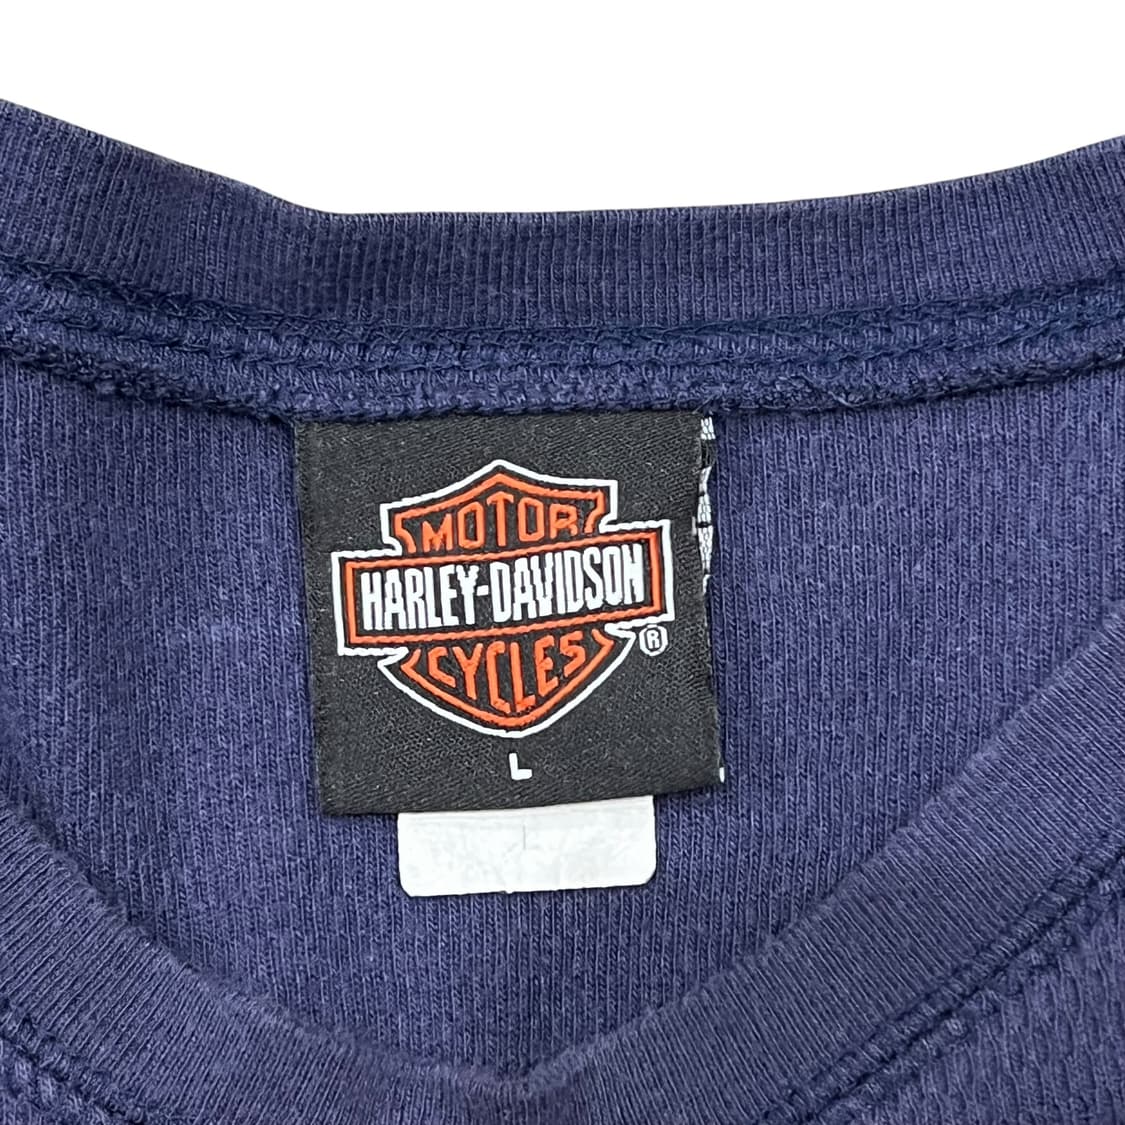 MOTOR
HARLEY-DAVIDSON
CYCLES
®
L